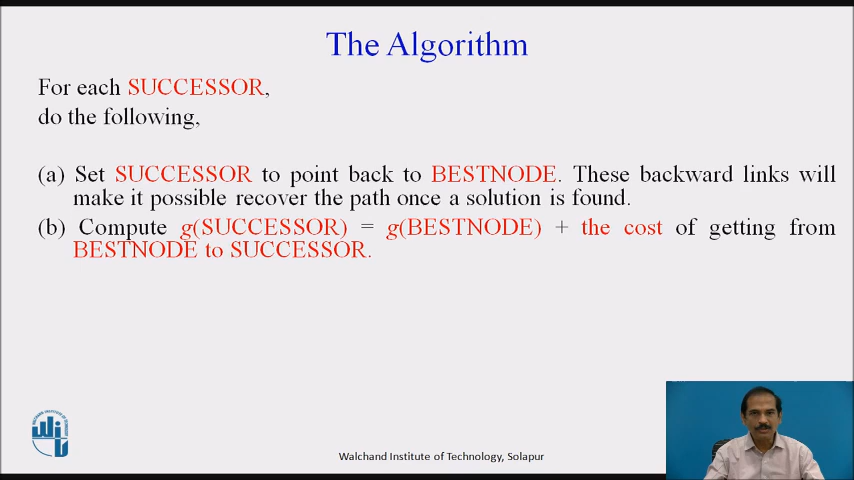 The Algorithm
For each SUCCESSOR,
do the following,
(a) Set SUCCESSOR to point back to BESTNODE. These backward links will
make it possible recover the path once a solution is found.
(b) Compute g(SUCCESSOR) = g(BESTNODE) + the cost of getting from
BESTNODE to SUCCESSOR.
Walchand Institute of Technology, Solapur